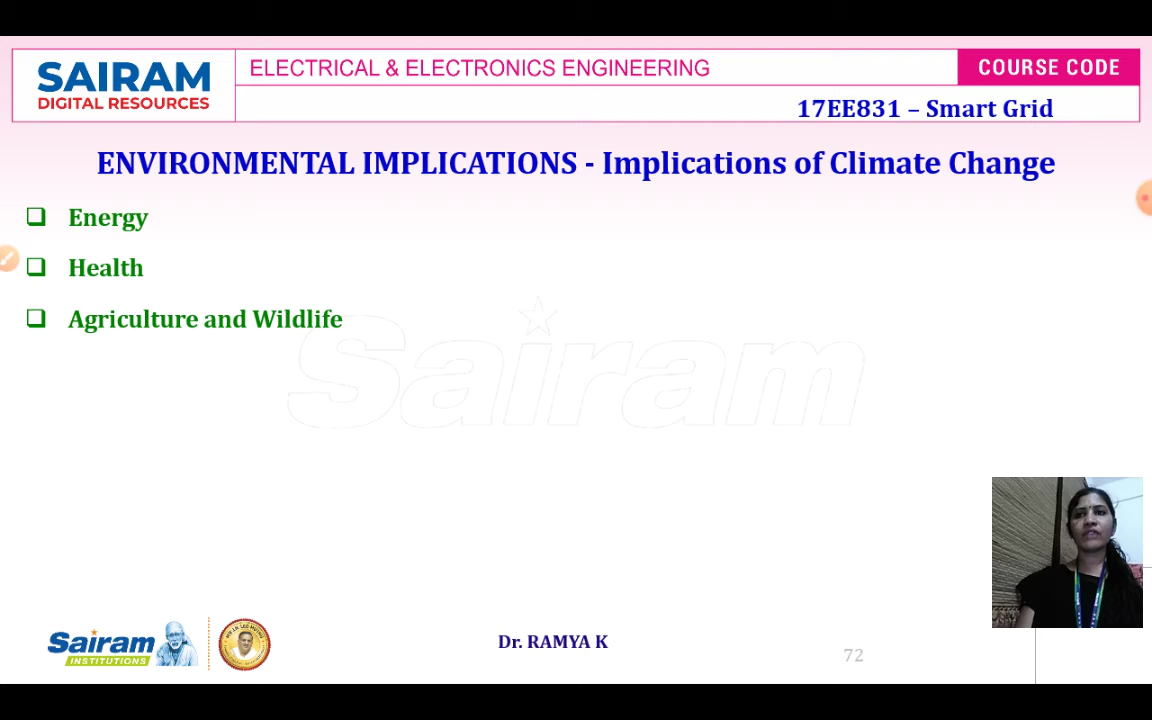 SAIRAM
DIGITAL RESOURCES
ELECTRICAL & ELECTRONICS ENGINEERING
COURSE CODE
17EE831 – Smart Grid
ENVIRONMENTAL IMPLICATIONS - Implications of Climate Change
❑ Energy
❑ Health
❑ Agriculture and Wildlife
Sairam
Sairam
INSTITUTIONS
Dr. RAMYA K
72